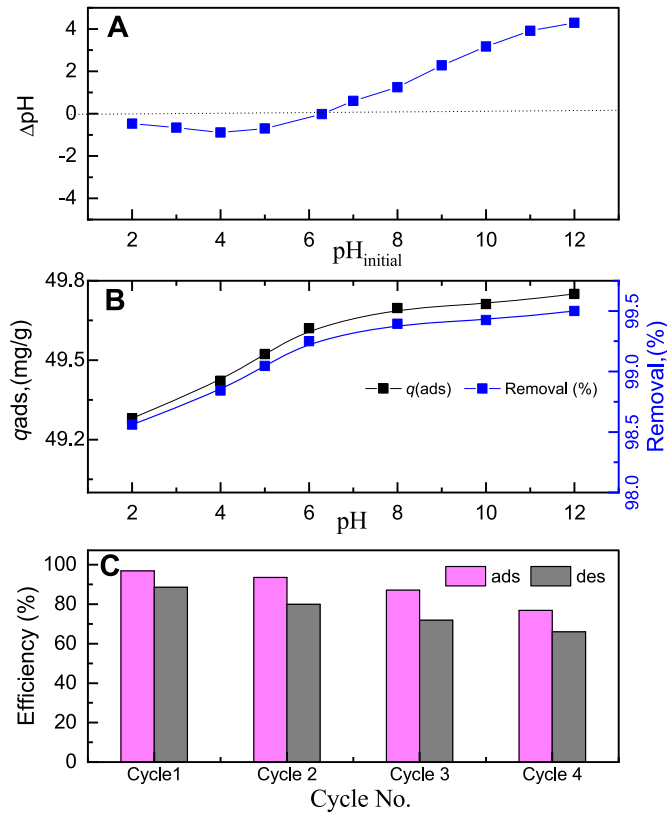 A
4
2
0
-2
-4
ΔpH
2 4 6 8 10 12
pHinitial
B
49.8
49.5
49.2
qads,(mg/g)
99.5
99.0
98.5
98.0
Removal,(%)
q(ads) Removal (%)
2 4 6 8 10 12
pH
C
100
80
60
40
20
0
Efficiency (%)
ads des
Cycle1 Cycle 2 Cycle 3 Cycle 4
Cycle No.